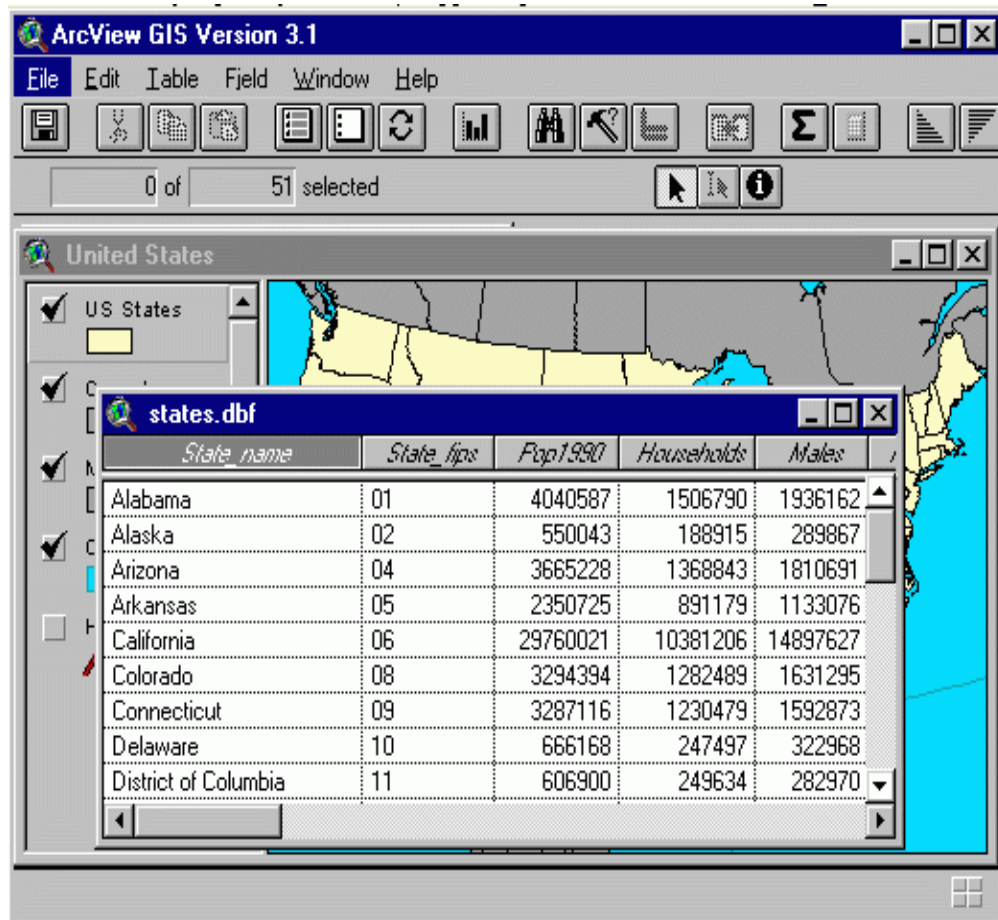 ArcView GIS Version 3.1
File Edit Table Field Window Help
0 of 51 selected
United States
US States
states.dbf
State_name State_fips Pop1990 Households Males
Alabama 01 4040587 1506790 1936162
Alaska 02 550043 188915 289867
Arizona 04 3665228 1368843 1810691
Arkansas 05 2350725 891179 1133076
California 06 29760021 10381206 14897627
Colorado 08 3294394 1282489 1631295
Connecticut 09 3287116 1230479 1592873
Delaware 10 666168 247497 322968
District of Columbia 11 606900 249634 282970